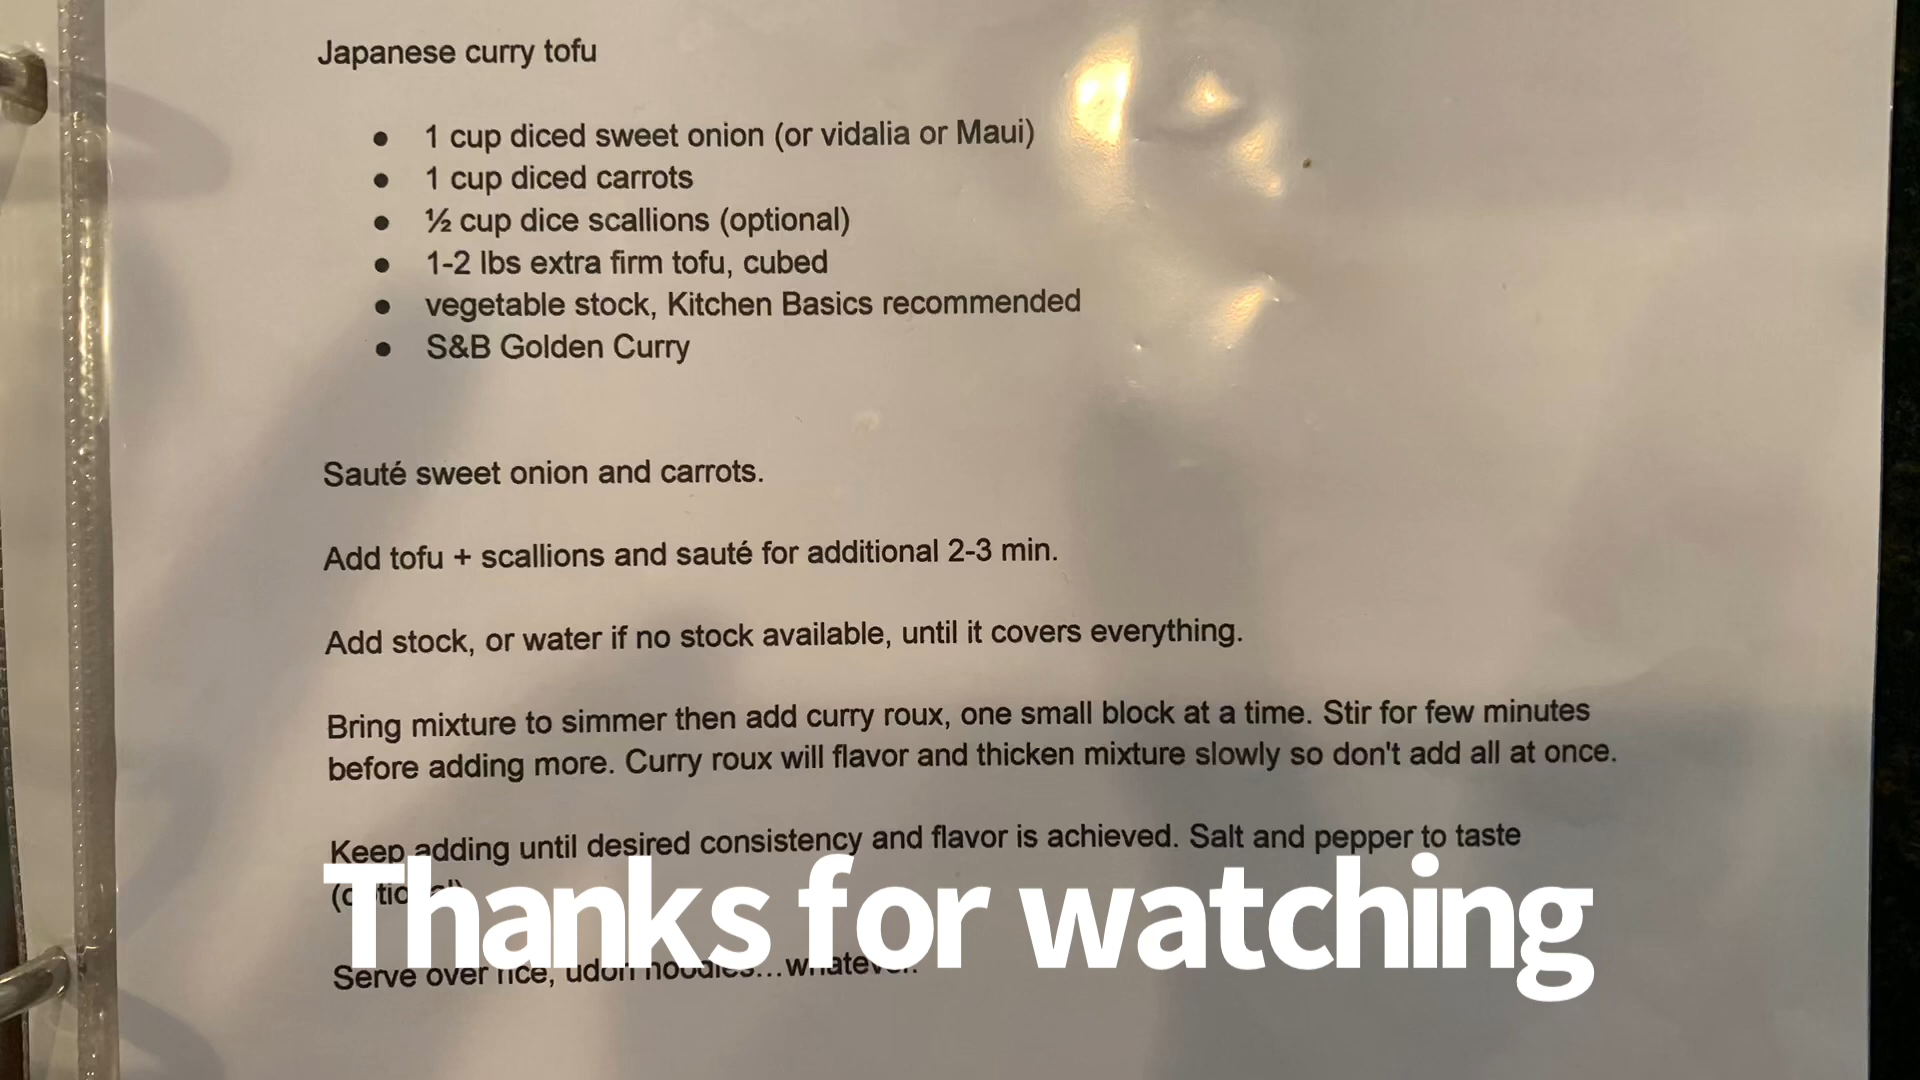 Japanese curry tofu
● 1 cup diced sweet onion (or vidalia or Maui)
● 1 cup diced carrots
● ½ cup dice scallions (optional)
● 1-2 lbs extra firm tofu, cubed
● vegetable stock, Kitchen Basics recommended
● S&B Golden Curry
Sauté sweet onion and carrots.
Add tofu + scallions and sauté for additional 2-3 min.
Add stock, or water if no stock available, until it covers everything.
Bring mixture to simmer then add curry roux, one small block at a time. Stir for few minutes
before adding more. Curry roux will flavor and thicken mixture slowly so don't add all at once.
Keep adding until desired consistency and flavor is achieved. Salt and pepper to taste
(optional)
Thanks for watching
Serve over rice, udon noodles…whatever.